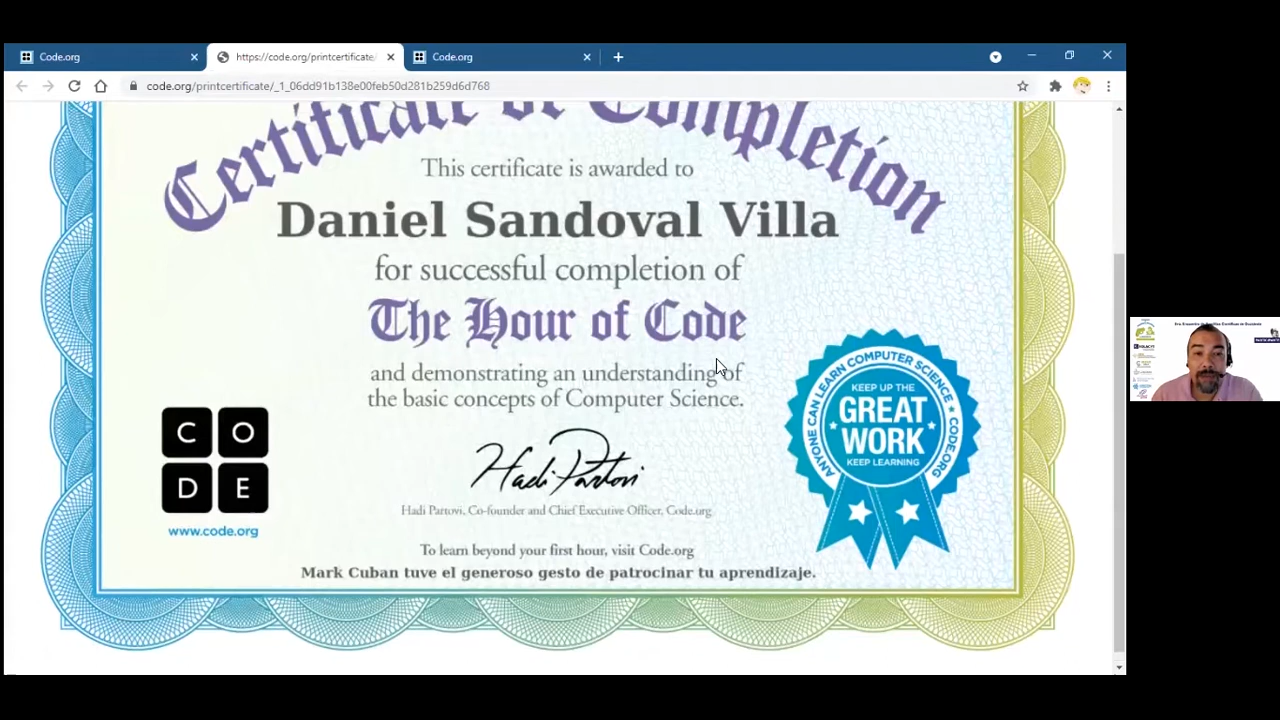 Code.org
https://code.org/printcertificate/
Code.org
code.org/printcertificate/_1_06dd91b138e00feb50d281b259d6d768
Certificate of Completion
This certificate is awarded to
Daniel Sandoval Villa
for successful completion of
The Hour of Code
and demonstrating an understanding of
the basic concepts of Computer Science.
Hadi Partovi
Hadi Partovi, Co-founder and Chief Executive Officer, Code.org
To learn beyond your first hour, visit Code.org
Mark Cuban tuve el generoso gesto de patrocinar tu aprendizaje.
C O
D E
www.code.org
ANYONE CAN LEARN COMPUTER SCIENCE ★ CODE.ORG ★
KEEP UP THE
GREAT
WORK
KEEP LEARNING